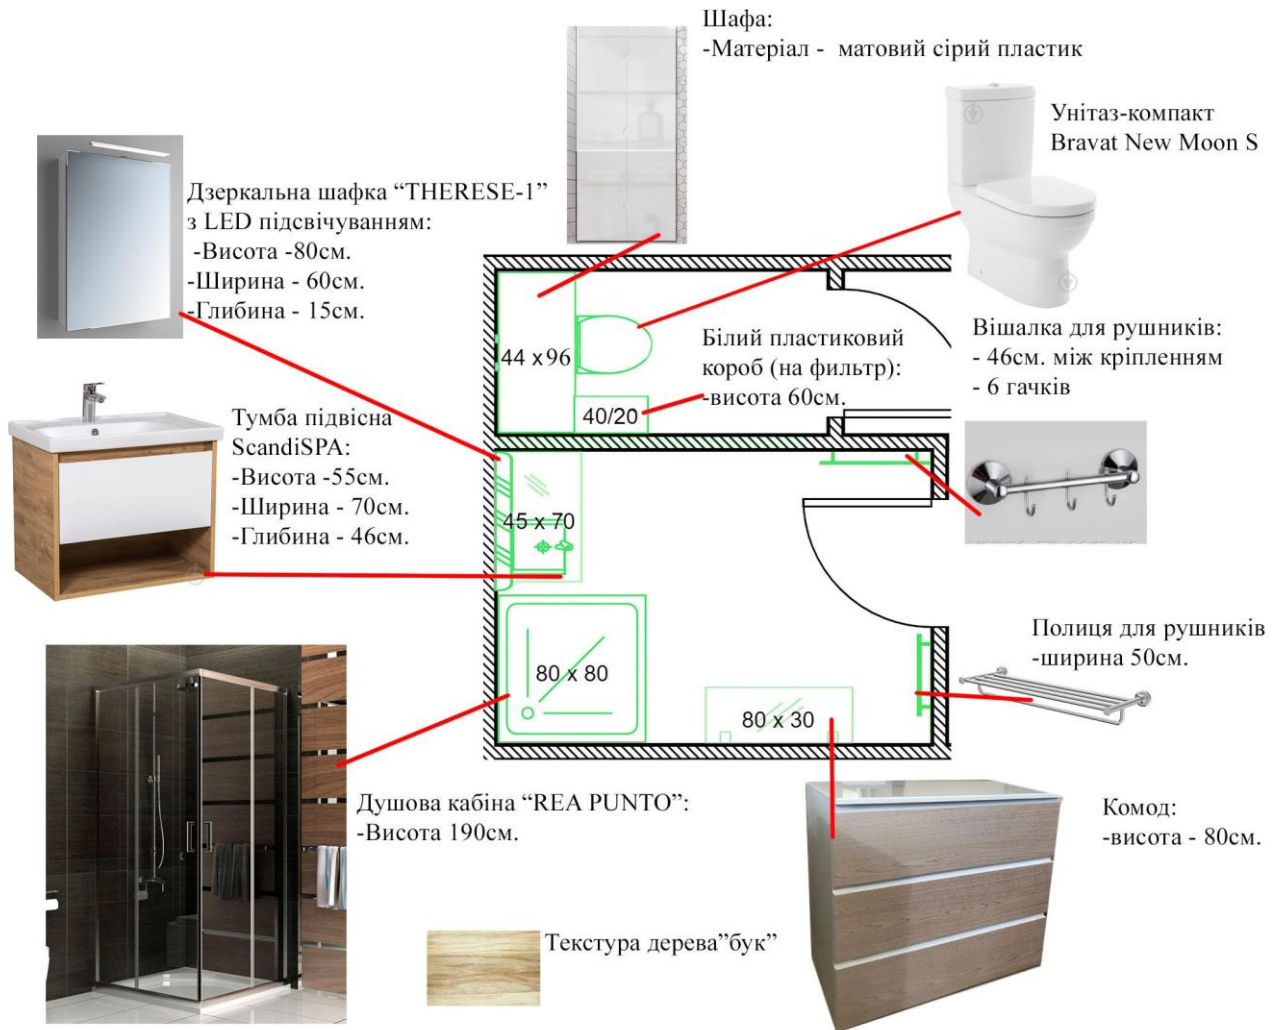 Шафа:
-Матеріал -  матовий сірий пластик
Унітаз-компакт
Bravat New Moon S
Дзеркальна шафка “THERESE-1”
з LED підсвічуванням:
-Висота -80см.
-Ширина - 60см.
-Глибина - 15см.
Вішалка для рушників:
- 46см. між кріпленням
- 6 гачків
Білий пластиковий
короб (на фильтр):
-висота 60см.
44 x 96
40/20
Тумба підвісна
ScandiSPA:
-Висота -55см.
-Ширина - 70см.
-Глибина - 46см.
45 x 70
80 x 80
80 x 30
Полиця для рушників
-ширина 50см.
Душова кабіна “REA PUNTO”:
-Висота 190см.
Комод:
-висота - 80см.
Текстура дерева”бук”